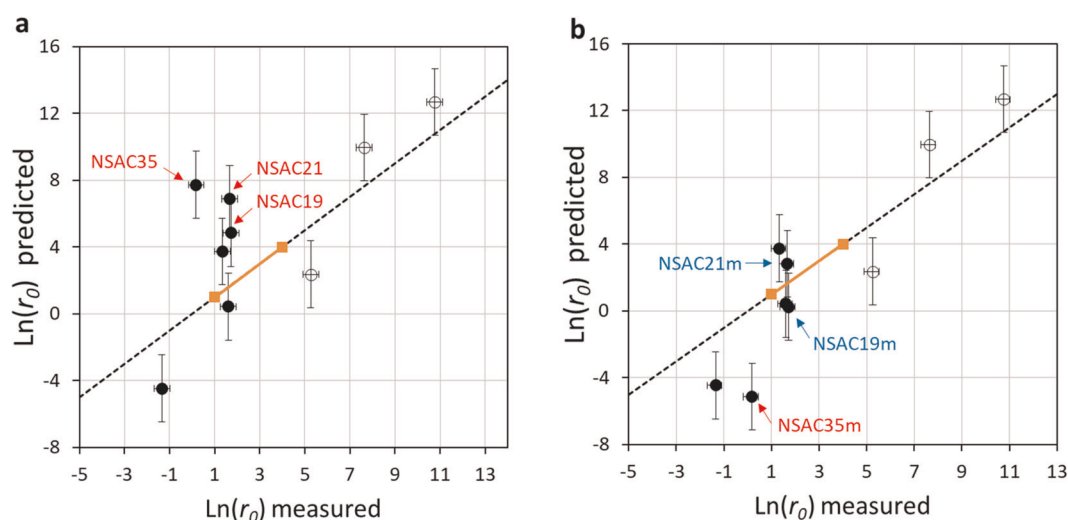 a
16
12
8
4
0
-4
-8
Ln(r0) predicted
NSAC35
NSAC21
NSAC19
-5 -3 -1 1 3 5 7 9 11 13
Ln(r0) measured
b
16
12
8
4
0
-4
-8
Ln(r0) predicted
NSAC21m
NSAC19m
NSAC35m
-5 -3 -1 1 3 5 7 9 11 13
Ln(r0) measured